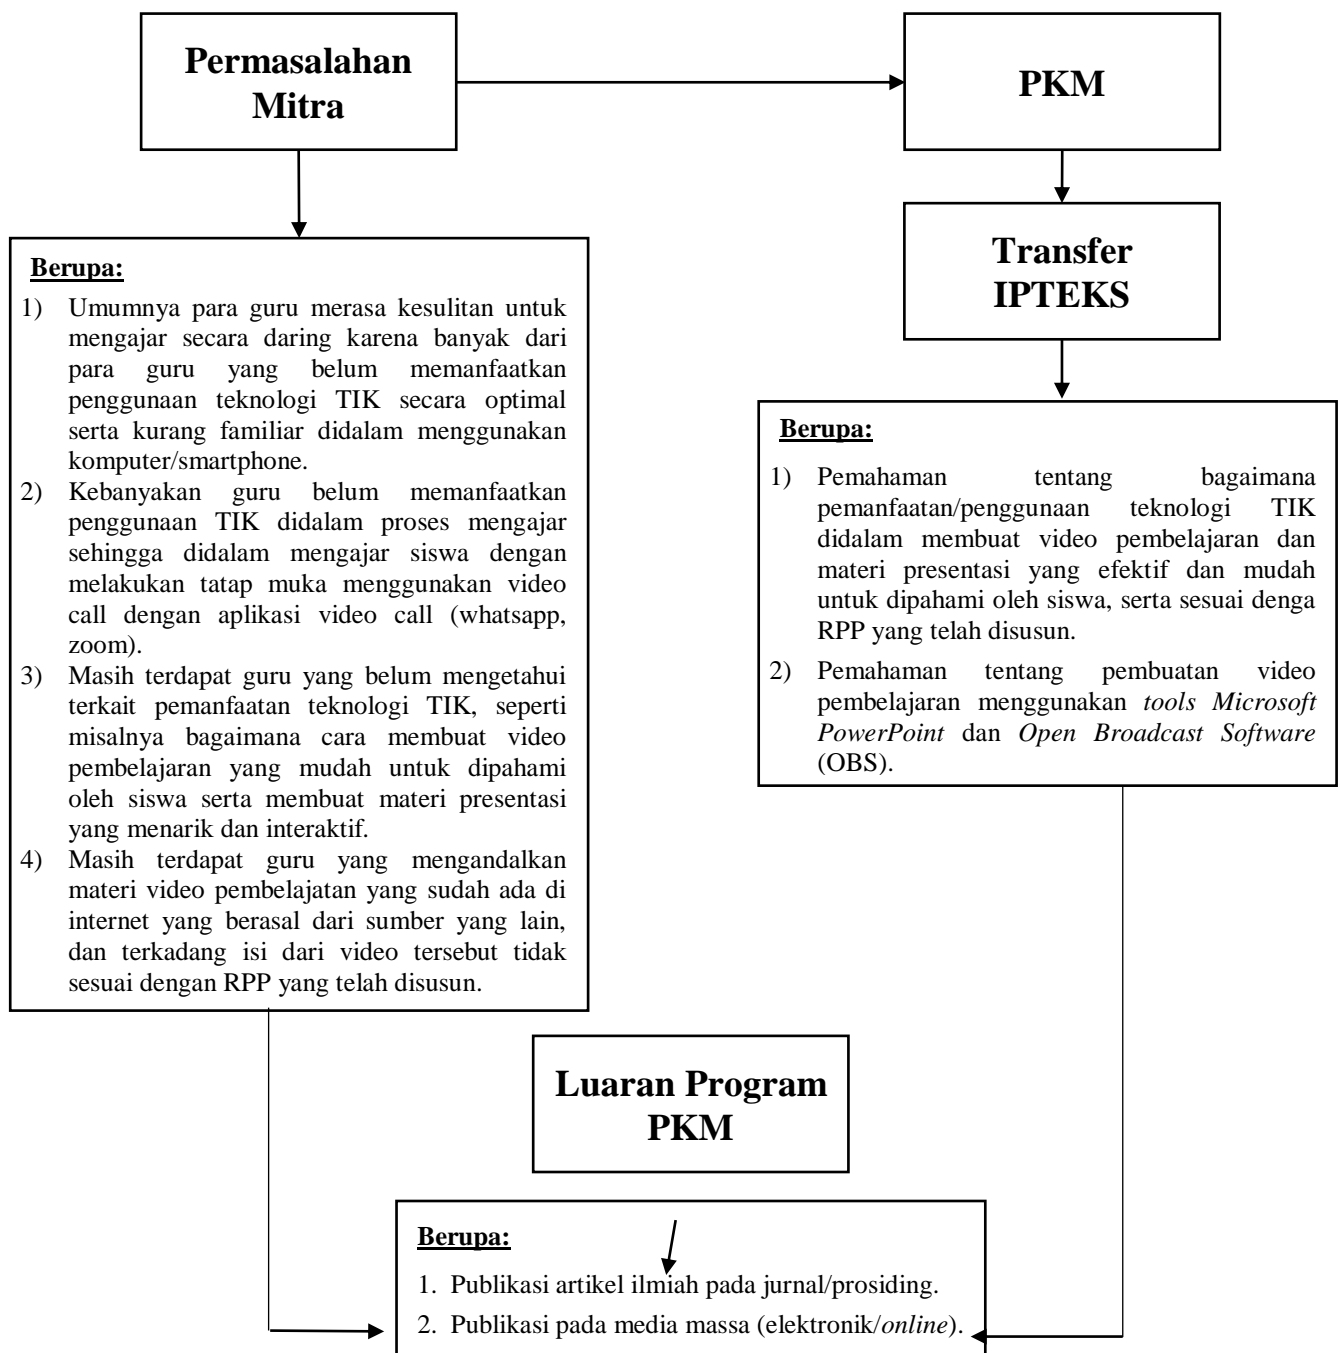 Permasalahan
Mitra
PKM
Transfer
IPTEKS
Berupa:
1) Umumnya para guru merasa kesulitan untuk
mengajar secara daring karena banyak dari
para guru yang belum memanfaatkan
penggunaan teknologi TIK secara optimal
serta kurang familiar didalam menggunakan
komputer/smartphone.
2) Kebanyakan guru belum memanfaatkan
penggunaan TIK didalam proses mengajar
sehingga didalam mengajar siswa dengan
melakukan tatap muka menggunakan video
call dengan aplikasi video call (whatsapp,
zoom).
3) Masih terdapat guru yang belum mengetahui
terkait pemanfaatan teknologi TIK, seperti
misalnya bagaimana cara membuat video
pembelajaran yang mudah untuk dipahami
oleh siswa serta membuat materi presentasi
yang menarik dan interaktif.
4) Masih terdapat guru yang mengandalkan
materi video pembelajatan yang sudah ada di
internet yang berasal dari sumber yang lain,
dan terkadang isi dari video tersebut tidak
sesuai dengan RPP yang telah disusun.
Berupa:
1) Pemahaman tentang bagaimana
pemanfaatan/penggunaan teknologi TIK
didalam membuat video pembelajaran dan
materi presentasi yang efektif dan mudah
untuk dipahami oleh siswa, serta sesuai denga
RPP yang telah disusun.
2) Pemahaman tentang pembuatan video
pembelajaran menggunakan tools Microsoft
PowerPoint dan Open Broadcast Software
(OBS).
Luaran Program
PKM
Berupa:
1. Publikasi artikel ilmiah pada jurnal/prosiding.
2. Publikasi pada media massa (elektronik/online).